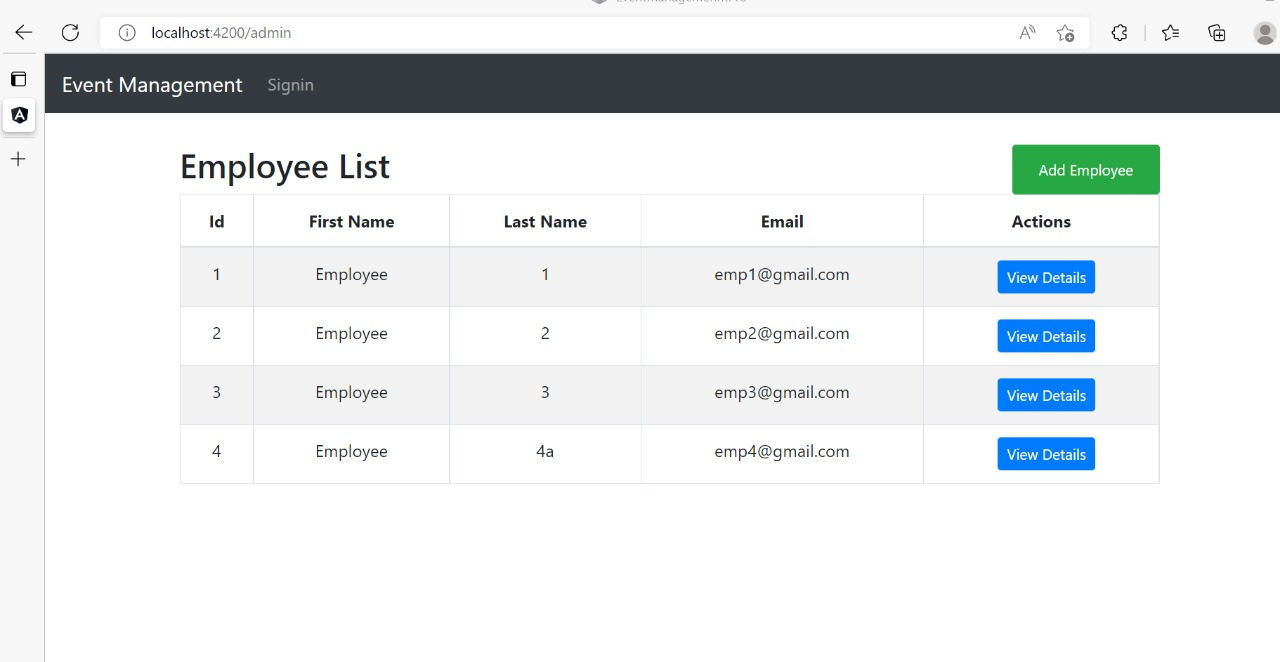 localhost:4200/admin
Event Management Signin
Employee List
Add Employee
Id First Name Last Name Email Actions
1 Employee 1 emp1@gmail.com View Details
2 Employee 2 emp2@gmail.com View Details
3 Employee 3 emp3@gmail.com View Details
4 Employee 4a emp4@gmail.com View Details